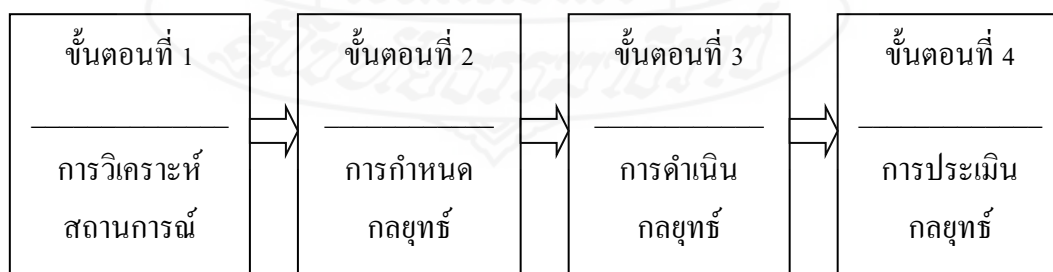 ขั้นตอนที่ 1
การวิเคราะห์
สถานการณ์
ขั้นตอนที่ 2
การกำหนด
กลยุทธ์
ขั้นตอนที่ 3
การดำเนิน
กลยุทธ์
ขั้นตอนที่ 4
การประเมิน
กลยุทธ์